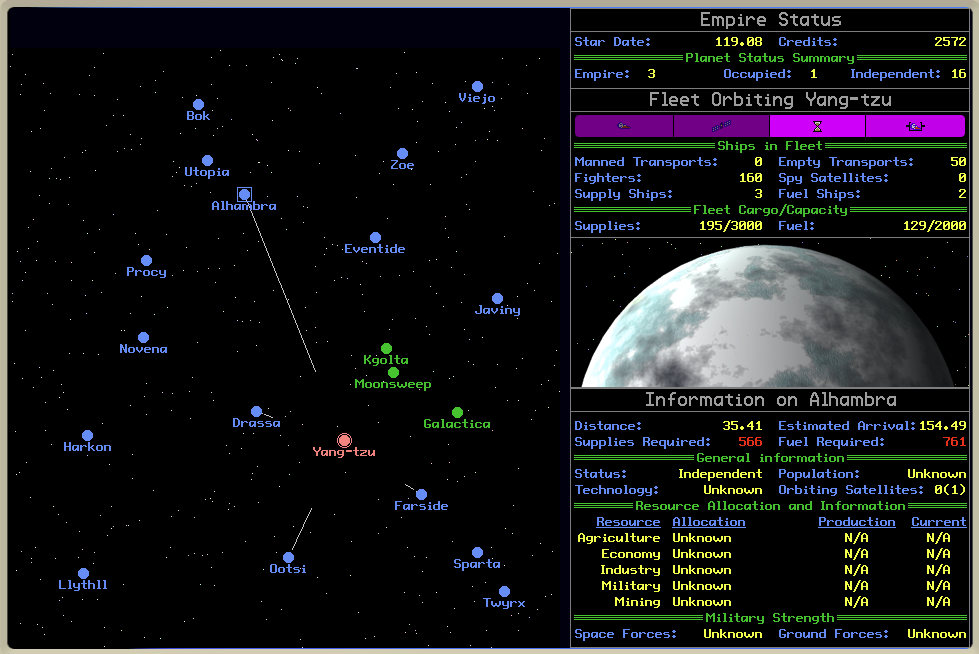 Viejo
Bok
Zoe
Utopia
Alhambra
Eventide
Procy
Javiny
Novena
Kgolta
Moonsweep
Drassa
Galactica
Harkon
Yang-tzu
Farside
Ootsi
Sparta
Llythll
Twyrx
Empire Status
Star Date: 119.08 Credits: 2572
Planet Status Summary
Empire: 3 Occupied: 1 Independent: 16
Fleet Orbiting Yang-tzu
Ships in Fleet
Manned Transports: 0 Empty Transports: 50
Fighters: 160 Spy Satellites: 0
Supply Ships: 3 Fuel Ships: 2
Fleet Cargo/Capacity
Supplies: 195/3000 Fuel: 129/2000
Information on Alhambra
Distance: 35.41 Estimated Arrival: 154.49
Supplies Required: 566 Fuel Required: 761
General information
Status: Independent Population: Unknown
Technology: Unknown Orbiting Satellites: 0(1)
Resource Allocation and Information
Resource Allocation Production Current
Agriculture Unknown N/A N/A
Economy Unknown N/A N/A
Industry Unknown N/A N/A
Military Unknown N/A N/A
Mining Unknown N/A N/A
Military Strength
Space Forces: Unknown Ground Forces: Unknown